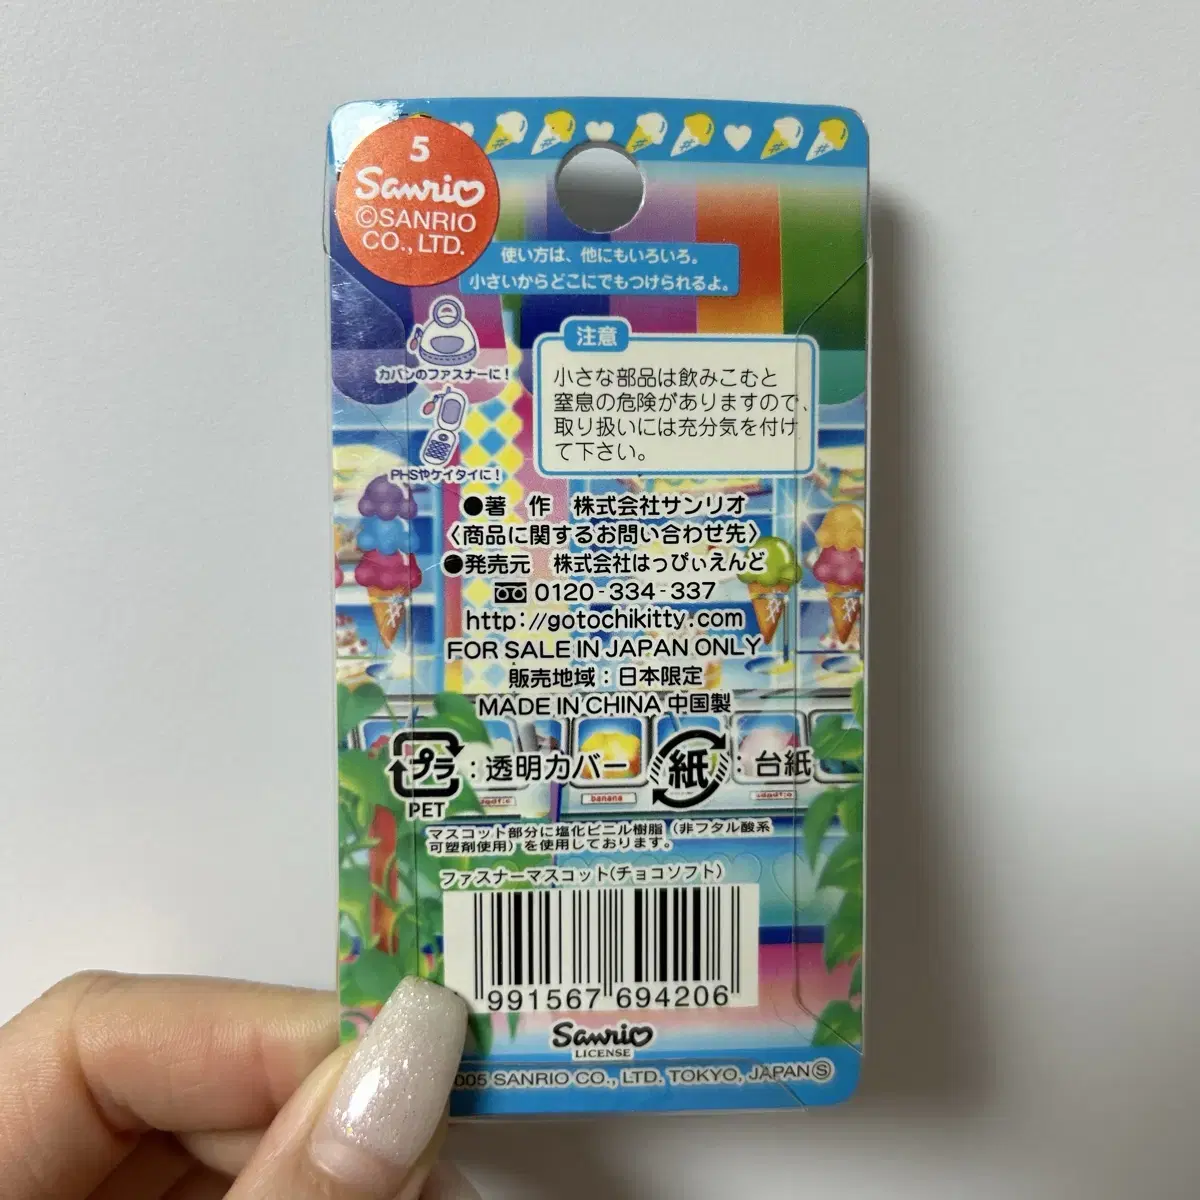 5
Sanrio
©SANRIO
CO., LTD.
使い方は、他にもいろいろ。
小さいからどこにでもつけられるよ。
カバンのファスナーに!
PHSやケイタイに!
注意
小さな部品は飲みこむと
窒息の危険がありますので、
取り扱いには充分気を付け
て下さい。
●著 作 株式会社サンリオ
〈商品に関するお問い合わせ先〉
●発売元 株式会社はっぴぃえんど
0120-334-337
http://gotochikitty.com
FOR SALE IN JAPAN ONLY
販売地域:日本限定
MADE IN CHINA 中国製
プラ:透明カバー 紙:台紙
PET
banana
マスコット部分に塩化ビニル樹脂(非フタル酸系
可塑剤使用)を使用しております。
ファスナーマスコット(チョコソフト)
991567 694206
Sanrio
LICENSE
005 SANRIO CO., LTD. TOKYO, JAPAN Ⓢ